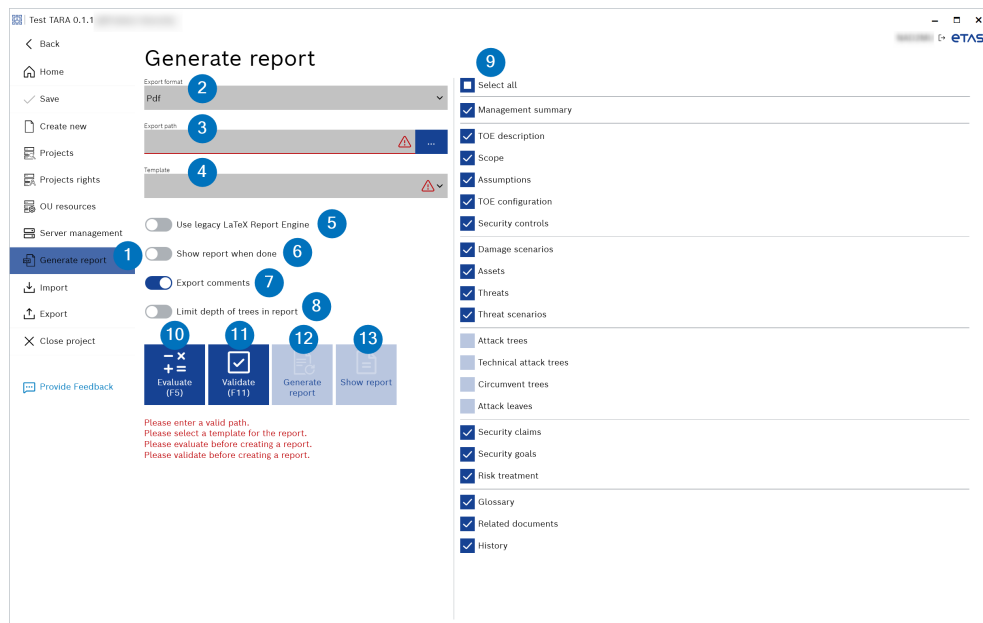 Test TARA 0.1.1
Back
Home
Save
Create new
Projects
Projects rights
OU resources
Server management
Generate report
Import
Export
Close project
Provide Feedback
1
Generate report
Export format
2
Pdf
Export path
3
...
Template
4
Use legacy LaTeX Report Engine
5
Show report when done
6
Export comments
7
Limit depth of trees in report
8
10
11
12
13
Evaluate
(F5)
Validate
(F11)
Generate
report
Show report
Please enter a valid path.
Please select a template for the report.
Please evaluate before creating a report.
Please validate before creating a report.
eTAS
9
Select all
Management summary
TOE description
Scope
Assumptions
TOE configuration
Security controls
Damage scenarios
Assets
Threats
Threat scenarios
Attack trees
Technical attack trees
Circumvent trees
Attack leaves
Security claims
Security goals
Risk treatment
Glossary
Related documents
History